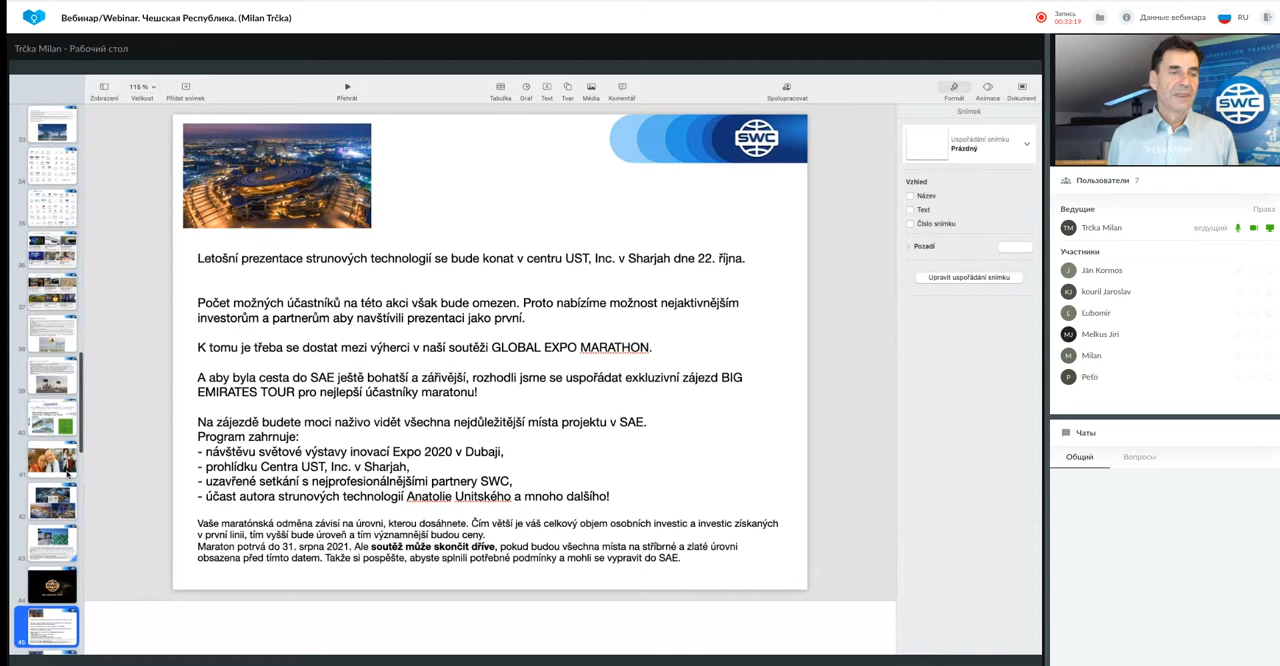 Вебинар/Webinar. Чешская Республика. (Milan Trčka)
Запись
00:33:19
Данные вебинара
RU
Trčka Milan - Рабочий стол
115 %
Zobrazení
Velikost
Přidat snímek
Přehrát
Tabulka
Graf
Text
Tvar
Média
Komentář
Spolupracovat
Formát
Animace
Dokument
33
34
35
36
37
38
39
40
41
42
43
44
45
SWC
Letošní prezentace strunových technologií se bude konat v centru UST, Inc. v Sharjah dne 22. října.
Počet možných účastníků na této akci však bude omezen. Proto nabízíme možnost nejaktivnějším
investorům a partnerům aby navštívili prezentaci jako první.
K tomu je třeba se dostat mezi výherci v naší soutěži GLOBAL EXPO MARATHON.
A aby byla cesta do SAE ještě bohatší a zářivější, rozhodli jsme se uspořádat exkluzivní zájezd BIG
EMIRATES TOUR pro nejlepší účastníky maratonu!
Na zájezdě budete moci naživo vidět všechna nejdůležitější místa projektu v SAE.
Program zahrnuje:
- návštěvu světové výstavy inovací Expo 2020 v Dubaji,
- prohlídku Centra UST, Inc. v Sharjah,
- uzavřené setkání s nejprofesionálnějšími partnery SWC,
- účast autora strunových technologií Anatolie Unitského a mnoho dalšího!
Vaše maratónská odměna závisí na úrovni, kterou dosáhnete. Čím větší je váš celkový objem osobních investic a investic získaných
v první linii, tím vyšší bude úroveň a tím významnější budou ceny.
Maraton potrvá do 31. srpna 2021. Ale soutěž může skončit dříve, pokud budou všechna místa na stříbrné a zlaté úrovni
obsazena před tímto datem. Takže si pospěšte, abyste splnili potřebné podmínky a mohli se vypravit do SAE.
Snímek
Uspořádání snímku
Prázdný
Vzhled
Název
Text
Číslo snímku
Pozadí
Upravit uspořádání snímku
SWC
Trčka Milan
Пользователи 7
Ведущие
Права
TM
Trčka Milan
ведущий
Участники
J
Ján Kormos
KJ
kouril Jaroslav
Ľ
Ľubomir
MJ
Melkus Jiri
M
Milan
P
Peťo
Чаты
Общий
Вопросы